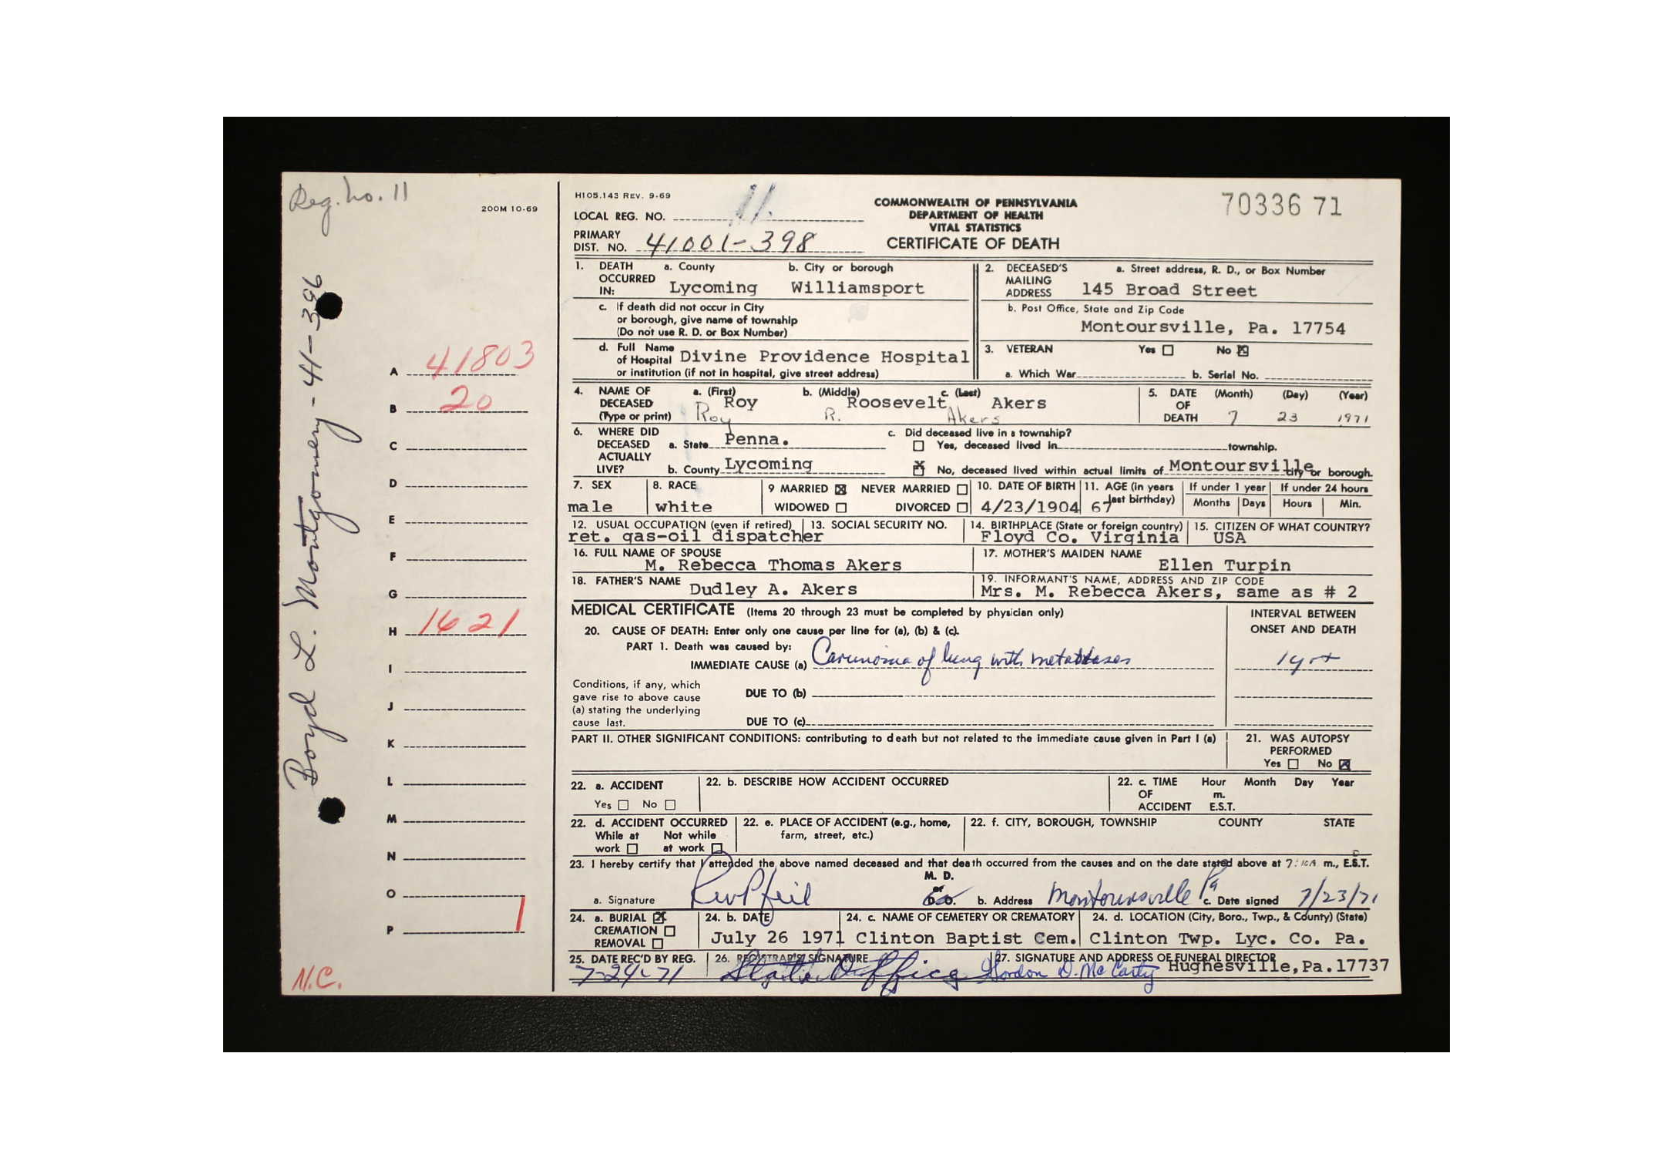 Reg. No. 11
200M 10-69
Boyd L. Montgomery - 41-396
A 41803
B 20
C
D
E
F
G
H 1621
I
J
K
L
M
N
O
P
N.C.
H105.143 REV. 9-69
LOCAL REG. NO. 11
PRIMARY
DIST. NO. 41001-398
COMMONWEALTH OF PENNSYLVANIA
DEPARTMENT OF HEALTH
VITAL STATISTICS
CERTIFICATE OF DEATH
70336 71
1. DEATH OCCURRED IN: a. County Lycoming b. City or borough Williamsport
c. If death did not occur in City
or borough, give name of township
(Do not use R. D. or Box Number)
d. Full Name
of Hospital Divine Providence Hospital
or institution (if not in hospital, give street address)
2. DECEASED'S MAILING ADDRESS a. Street address, R. D., or Box Number
145 Broad Street
b. Post Office, State and Zip Code
Montoursville, Pa. 17754
3. VETERAN Yes No
a. Which War b. Serial No.
4. NAME OF DECEASED (Type or print) a. (First) b. (Middle) c. (Last)
Roy Roosevelt Akers
Roy R. Akers
5. DATE OF DEATH (Month) (Day) (Year)
7 23 1971
6. WHERE DID DECEASED ACTUALLY LIVE? a. State Penna.
b. County Lycoming
c. Did deceased live in a township?
Yes, deceased lived in township.
No, deceased lived within actual limits of Montoursville city or borough.
7. SEX male
8. RACE white
9 MARRIED NEVER MARRIED
WIDOWED DIVORCED
10. DATE OF BIRTH 4/23/1904
11. AGE (in years last birthday) 67
If under 1 year Months Days
If under 24 hours Hours Min.
12. USUAL OCCUPATION (even if retired)
ret. gas-oil dispatcher
13. SOCIAL SECURITY NO.
14. BIRTHPLACE (State or foreign country)
Floyd Co. Virginia
15. CITIZEN OF WHAT COUNTRY?
USA
16. FULL NAME OF SPOUSE
M. Rebecca Thomas Akers
17. MOTHER'S MAIDEN NAME
Ellen Turpin
18. FATHER'S NAME Dudley A. Akers
19. INFORMANT'S NAME, ADDRESS AND ZIP CODE
Mrs. M. Rebecca Akers, same as # 2
MEDICAL CERTIFICATE (Items 20 through 23 must be completed by physician only)
INTERVAL BETWEEN
ONSET AND DEATH
20. CAUSE OF DEATH: Enter only one cause per line for (a), (b) & (c).
PART 1. Death was caused by:
IMMEDIATE CAUSE (a) Carcinoma of lung with metastases 1 yr +
Conditions, if any, which
gave rise to above cause
(a) stating the underlying
cause last.
DUE TO (b)
DUE TO (c)
PART II. OTHER SIGNIFICANT CONDITIONS: contributing to death but not related to the immediate cause given in Part I (a)
21. WAS AUTOPSY
PERFORMED
Yes No
22. a. ACCIDENT
Yes No
22. b. DESCRIBE HOW ACCIDENT OCCURRED
22. c. TIME OF ACCIDENT Hour Month Day Year
m.
E.S.T.
22. d. ACCIDENT OCCURRED
While at work Not while at work
22. e. PLACE OF ACCIDENT (e.g., home,
farm, street, etc.)
22. f. CITY, BOROUGH, TOWNSHIP COUNTY STATE
23. I hereby certify that I attended the above named deceased and that death occurred from the causes and on the date stated above at m., E.S.T.
a. Signature M. D. or D.O. b. Address Montoursville Pa c. Date signed 7/23/71
24. a. BURIAL
CREMATION
REMOVAL
24. b. DATE
July 26 1971
24. c. NAME OF CEMETERY OR CREMATORY
Clinton Baptist Cem.
24. d. LOCATION (City, Boro., Twp., & County) (State)
Clinton Twp. Lyc. Co. Pa.
25. DATE REC'D BY REG.
7-24-71
26. REGISTRAR'S SIGNATURE
State Office
27. SIGNATURE AND ADDRESS OF FUNERAL DIRECTOR
Gordon D. McCarty Hughesville, Pa. 17737